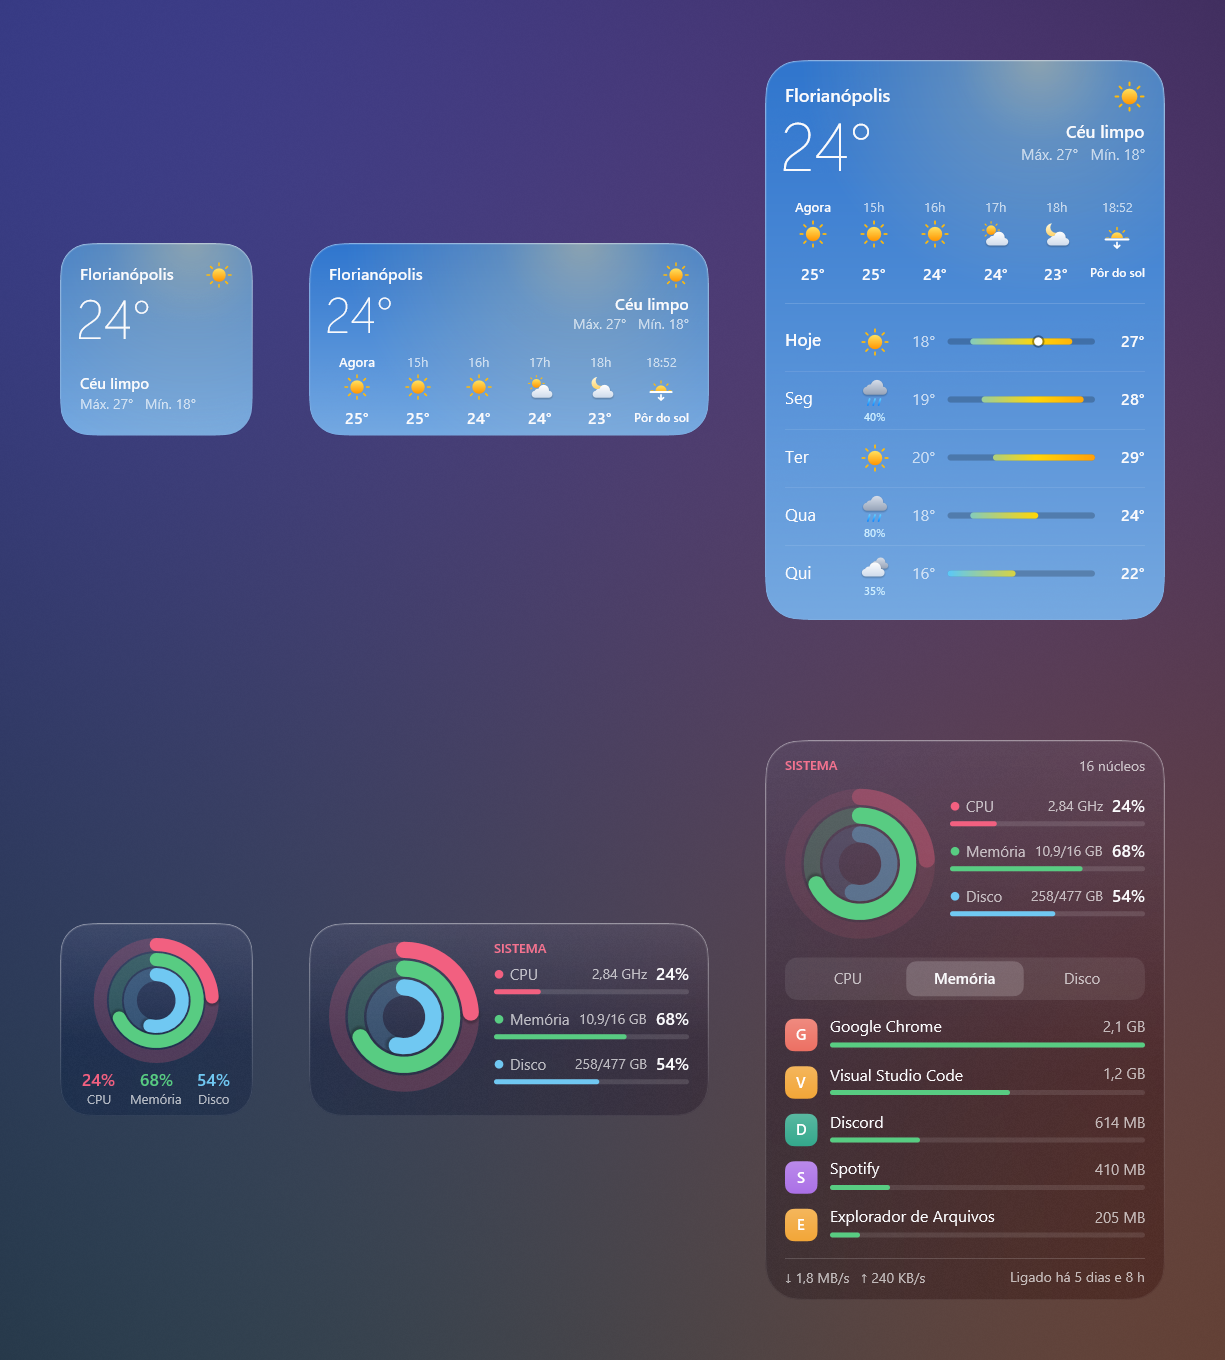 Florianópolis
24°
Céu limpo
Máx. 27° Mín. 18°
Florianópolis
24°
Céu limpo
Máx. 27° Mín. 18°
Agora 15h 16h 17h 18h 18:52
25° 25° 24° 24° 23° Pôr do sol
Florianópolis
24°
Céu limpo
Máx. 27° Mín. 18°
Agora 15h 16h 17h 18h 18:52
25° 25° 24° 24° 23° Pôr do sol
Hoje 18° 27°
Seg 40% 19° 28°
Ter 20° 29°
Qua 80% 18° 24°
Qui 35% 16° 22°
24% 68% 54%
CPU Memória Disco
SISTEMA
CPU 2,84 GHz 24%
Memória 10,9/16 GB 68%
Disco 258/477 GB 54%
SISTEMA 16 núcleos
CPU 2,84 GHz 24%
Memória 10,9/16 GB 68%
Disco 258/477 GB 54%
CPU Memória Disco
G Google Chrome 2,1 GB
V Visual Studio Code 1,2 GB
D Discord 614 MB
S Spotify 410 MB
E Explorador de Arquivos 205 MB
↓ 1,8 MB/s ↑ 240 KB/s Ligado há 5 dias e 8 h